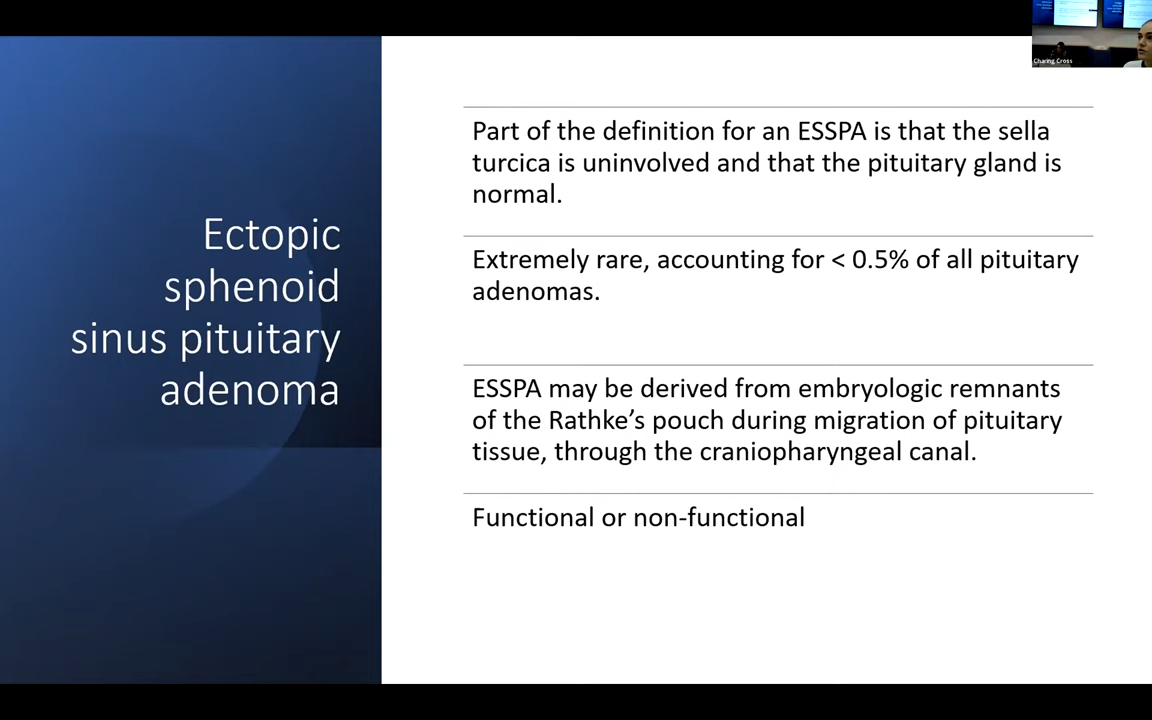 Charing Cross
Ectopic
sphenoid
sinus pituitary
adenoma
Part of the definition for an ESSPA is that the sella
turcica is uninvolved and that the pituitary gland is
normal.
Extremely rare, accounting for < 0.5% of all pituitary
adenomas.
ESSPA may be derived from embryologic remnants
of the Rathke’s pouch during migration of pituitary
tissue, through the craniopharyngeal canal.
Functional or non-functional